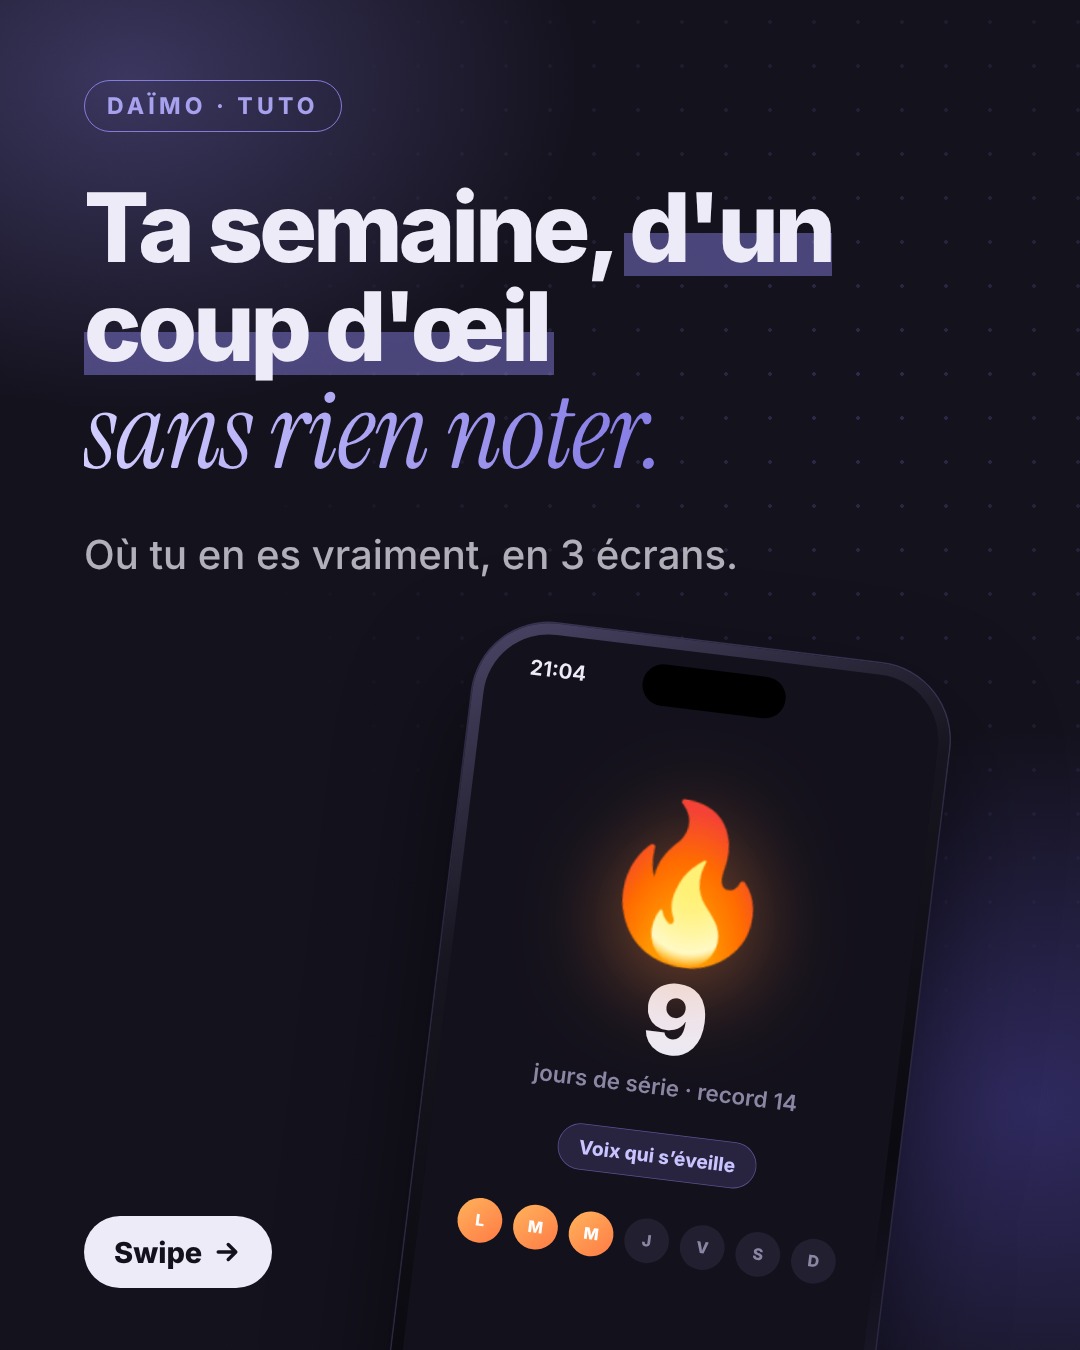 DAÏMO · TUTO
Ta semaine, d'un
coup d'œil
sans rien noter.
Où tu en es vraiment, en 3 écrans.
21:04
9
jours de série · record 14
Voix qui s’éveille
L M M J V S D
Swipe →